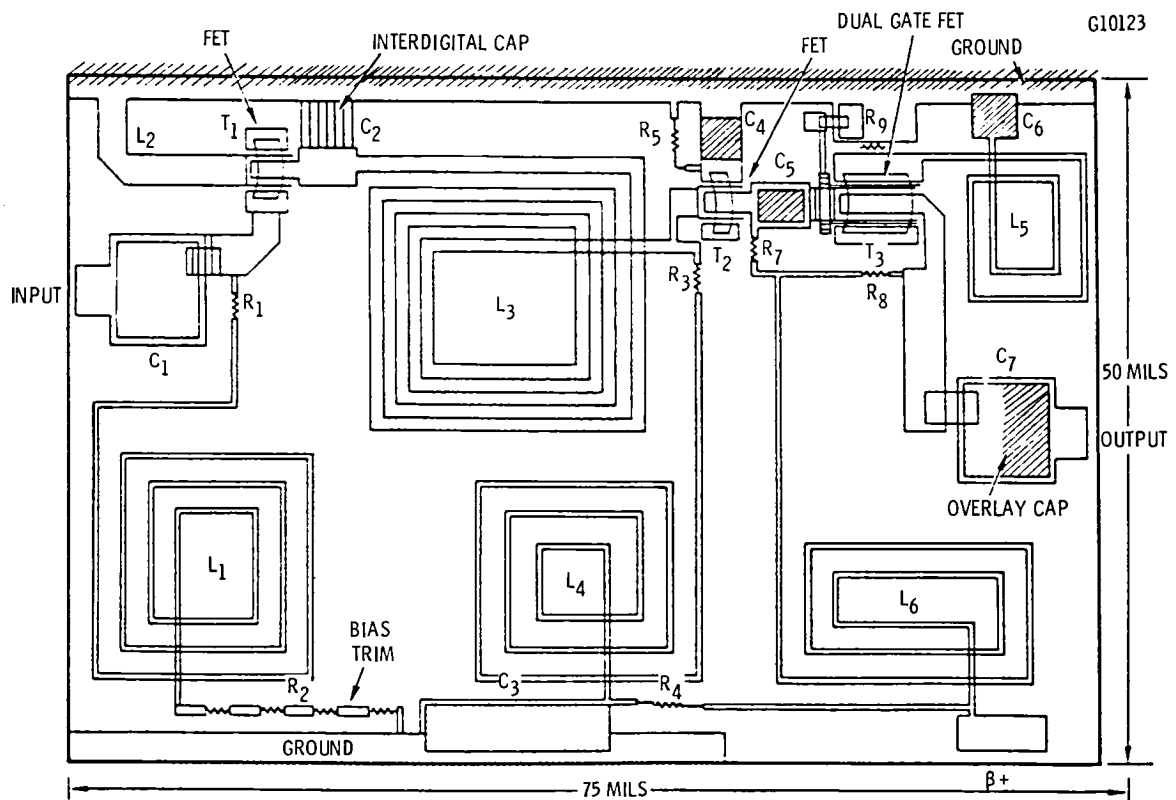 G10123
DUAL GATE FET
FET
INTERDIGITAL CAP
FET
GROUND
L2
T1
C2
R5
C4
R9
C6
C5
L5
T2
R7
T3
R3
R8
INPUT
R1
L3
C1
C7
50 MILS
OUTPUT
OVERLAY CAP
L1
L4
L6
BIAS
TRIM
R2
C3
R4
GROUND
β+
75 MILS